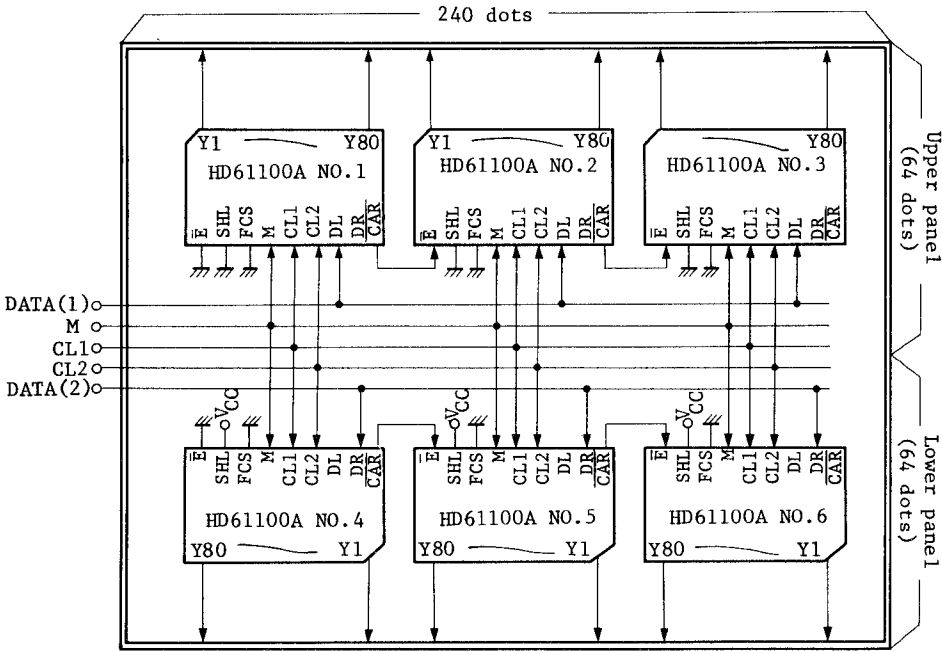 240 dots
Upper panel
(64 dots)
Y1 Y80
HD61100A NO.1
E SHL FCS M CL1 CL2 DL DR CAR
Y1 Y80
HD61100A NO.2
E SHL FCS M CL1 CL2 DL DR CAR
Y1 Y80
HD61100A NO.3
E SHL FCS M CL1 CL2 DL DR CAR
DATA(1)
M
CL1
CL2
DATA(2)
VCC
VCC
VCC
E SHL FCS M CL1 CL2 DL DR CAR
HD61100A NO.4
Y80 Y1
E SHL FCS M CL1 CL2 DL DR CAR
HD61100A NO.5
Y80 Y1
E SHL FCS M CL1 CL2 DL DR CAR
HD61100A NO.6
Y80 Y1
Lower panel
(64 dots)